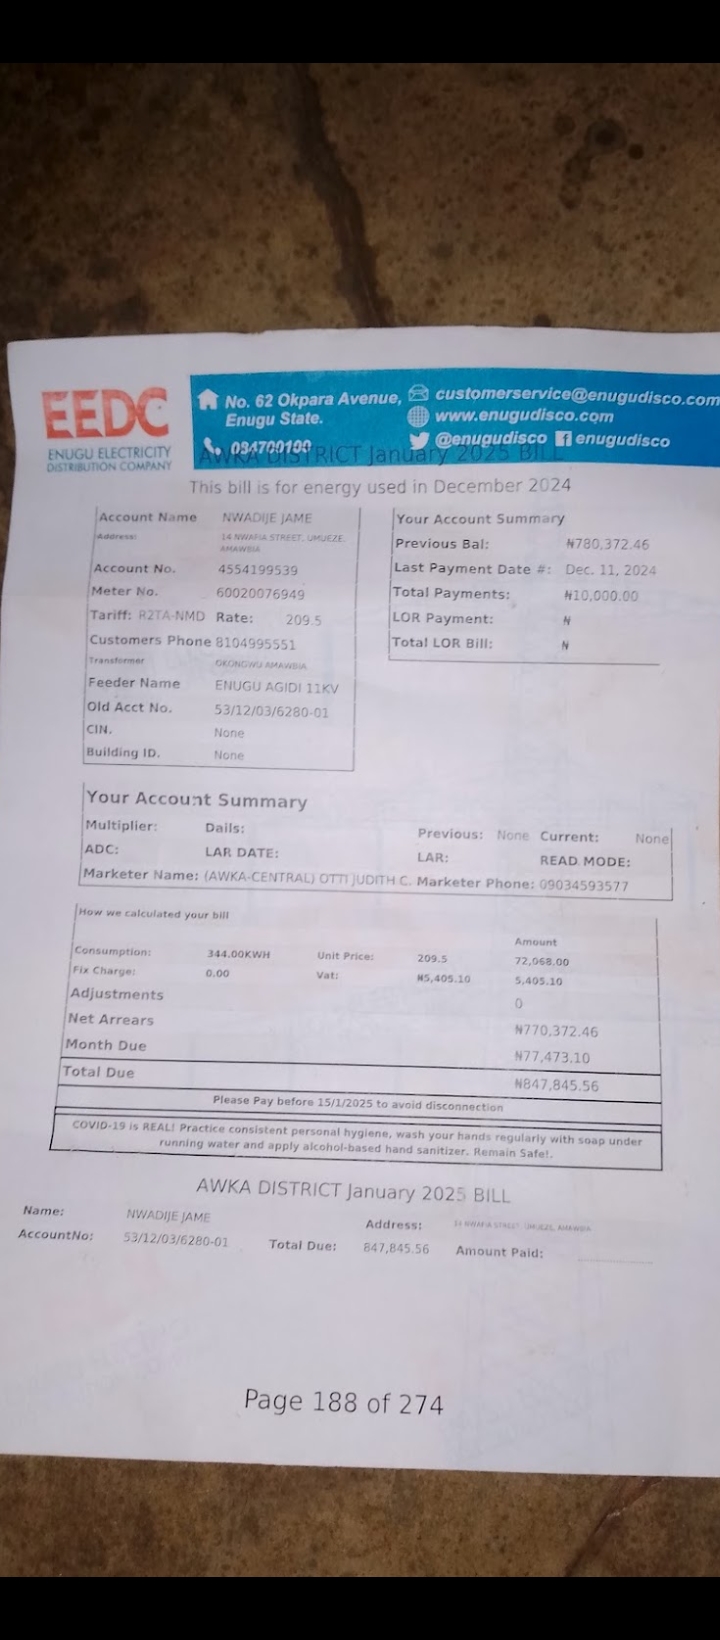 EEDC
ENUGU ELECTRICITY
DISTRIBUTION COMPANY
No. 62 Okpara Avenue,
Enugu State.
084700100
customerservice@enugudisco.com
www.enugudisco.com
@enugudisco enugudisco
AWKA DISTRICT January 2025 BILL
This bill is for energy used in December 2024
Account Name NWADIJE JAME
Address: 14 NWAFIA STREET, UMUEZE,
AMAWBIA
Account No. 4554199539
Meter No. 60020076949
Tariff: R2TA-NMD Rate: 209.5
Customers Phone 8104995551
Transformer OKONGWU AMAWBIA
Feeder Name ENUGU AGIDI 11KV
Old Acct No. 53/12/03/6280-01
CIN. None
Building ID. None
Your Account Summary
Previous Bal: ₦780,372.46
Last Payment Date #: Dec. 11, 2024
Total Payments: ₦10,000.00
LOR Payment: ₦
Total LOR Bill: ₦
Your Account Summary
Multiplier: Dails: Previous: None Current: None
ADC: LAR DATE: LAR: READ MODE:
Marketer Name: (AWKA-CENTRAL) OTTI JUDITH C. Marketer Phone: 09034593577
How we calculated your bill
Amount
Consumption: 344.00KWH Unit Price: 209.5 72,068.00
Fix Charge: 0.00 Vat: ₦5,405.10 5,405.10
Adjustments 0
Net Arrears ₦770,372.46
Month Due ₦77,473.10
Total Due ₦847,845.56
Please Pay before 15/1/2025 to avoid disconnection
COVID-19 is REAL! Practice consistent personal hygiene, wash your hands regularly with soap under
running water and apply alcohol-based hand sanitizer. Remain Safe!.
AWKA DISTRICT January 2025 BILL
Name: NWADIJE JAME Address: 14 NWAFIA STREET, UMUEZE, AMAWBIA
AccountNo: 53/12/03/6280-01 Total Due: 847,845.56 Amount Paid:
Page 188 of 274